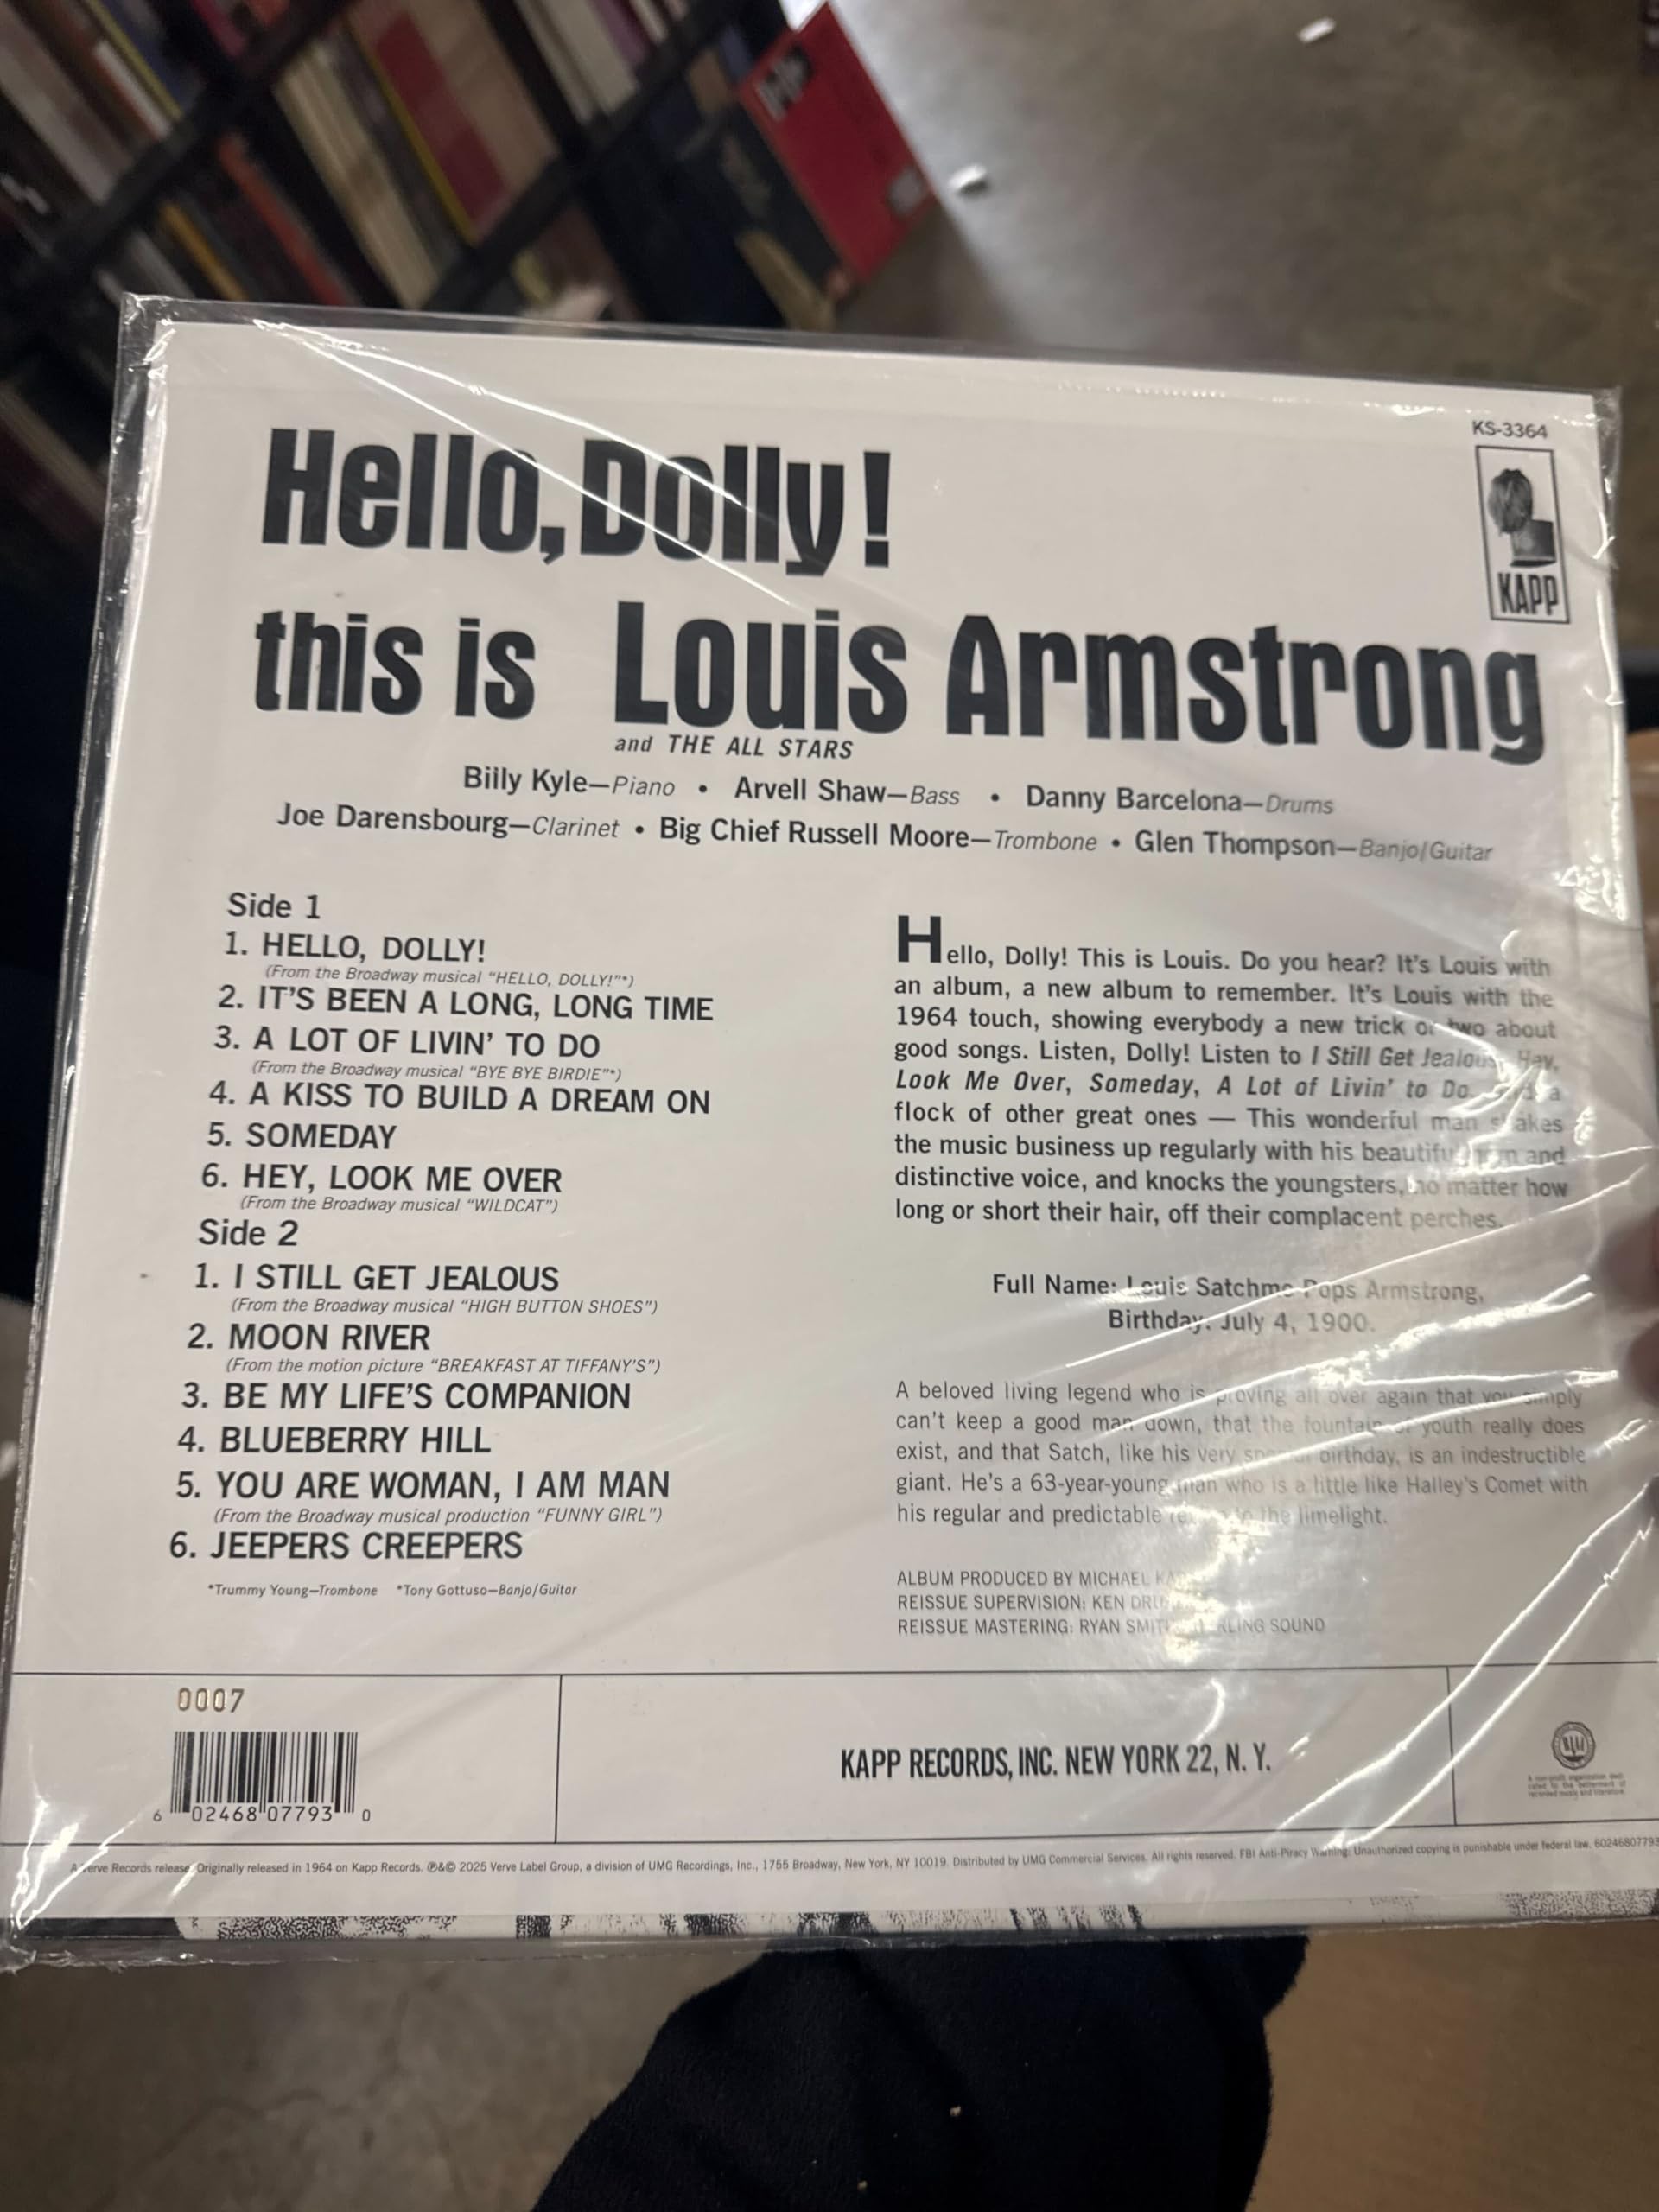 KS-3364
KAPP
Hello, Dolly!
this is Louis Armstrong
and THE ALL STARS
Billy Kyle—Piano • Arvell Shaw—Bass • Danny Barcelona—Drums
Joe Darensbourg—Clarinet • Big Chief Russell Moore—Trombone • Glen Thompson—Banjo/Guitar
Side 1
1. HELLO, DOLLY!
(From the Broadway musical “HELLO, DOLLY!”*)
2. IT’S BEEN A LONG, LONG TIME
3. A LOT OF LIVIN’ TO DO
(From the Broadway musical “BYE BYE BIRDIE”*)
4. A KISS TO BUILD A DREAM ON
5. SOMEDAY
6. HEY, LOOK ME OVER
(From the Broadway musical “WILDCAT”)
Side 2
1. I STILL GET JEALOUS
(From the Broadway musical “HIGH BUTTON SHOES”)
2. MOON RIVER
(From the motion picture “BREAKFAST AT TIFFANY’S”)
3. BE MY LIFE’S COMPANION
4. BLUEBERRY HILL
5. YOU ARE WOMAN, I AM MAN
(From the Broadway musical production “FUNNY GIRL”)
6. JEEPERS CREEPERS
*Trummy Young—Trombone *Tony Gottuso—Banjo/Guitar
Hello, Dolly! This is Louis. Do you hear? It’s Louis with
an album, a new album to remember. It’s Louis with the
1964 touch, showing everybody a new trick or two about
good songs. Listen, Dolly! Listen to I Still Get Jealous, Hey,
Look Me Over, Someday, A Lot of Livin’ to Do, a
flock of other great ones — This wonderful man shakes
the music business up regularly with his beautiful and
distinctive voice, and knocks the youngsters, no matter how
long or short their hair, off their complacent perches.
Full Name: Louis Satchmo Pops Armstrong,
Birthday: July 4, 1900.
A beloved living legend who is proving all over again that you simply
can’t keep a good man down, that the fountain of youth really does
exist, and that Satch, like his very birthday, is an indestructible
giant. He’s a 63-year-young man who is a little like Halley’s Comet with
his regular and predictable to the limelight.
ALBUM PRODUCED BY MICHAEL
REISSUE SUPERVISION: KEN
REISSUE MASTERING: RYAN SMITH SOUND
0007
6 02468 07793 0
KAPP RECORDS, INC. NEW YORK 22, N. Y.
A Verve Records release. Originally released in 1964 on Kapp Records. ℗&© 2025 Verve Label Group, a division of UMG Recordings, Inc., 1755 Broadway, New York, NY 10019. Distributed by UMG Commercial Services. All rights reserved. FBI Anti-Piracy Warning: Unauthorized copying is punishable under federal law. 60246807793